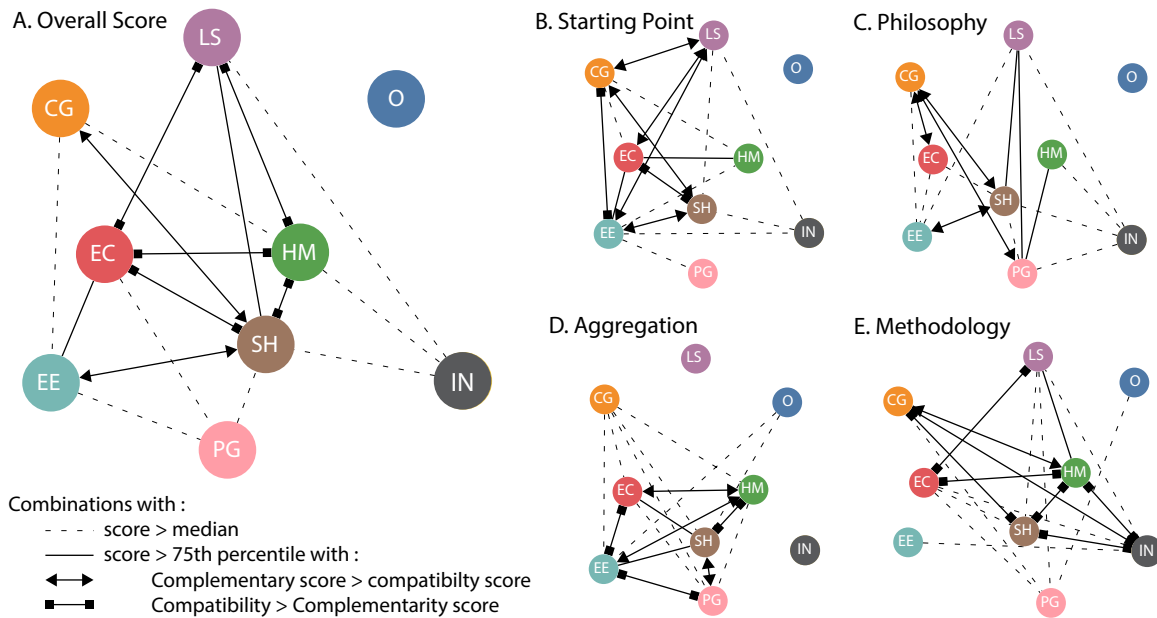 A. Overall Score
LS
CG
O
EC
HM
SH
EE
IN
PG
Combinations with :
score > median
score > 75th percentile with :
Complementary score > compatibilty score
Compatibility > Complementarity score
B. Starting Point
LS
CG
O
EC
HM
SH
EE
IN
PG
C. Philosophy
LS
CG
O
EC
HM
SH
EE
IN
PG
D. Aggregation
LS
CG
O
EC
HM
SH
EE
IN
PG
E. Methodology
LS
CG
O
EC
HM
SH
EE
IN
PG